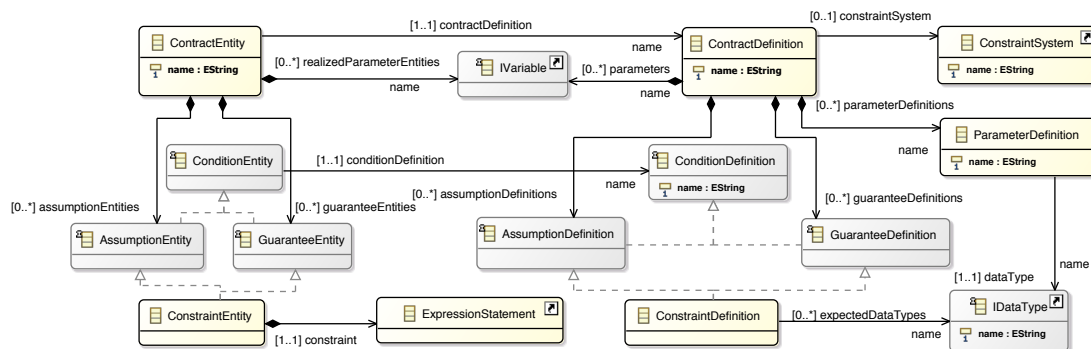 [1..1] contractDefinition
[0..1] constraintSystem
ContractEntity
name
ContractDefinition
ConstraintSystem
name : EString
[0..*] realizedParameterEntities
IVariable
[0..*] parameters
name : EString
name : EString
name
name
[0..*] parameterDefinitions
ParameterDefinition
name
name : EString
ConditionEntity
[1..1] conditionDefinition
ConditionDefinition
name
name : EString
[0..*] assumptionEntities
[0..*] guaranteeEntities
[0..*] assumptionDefinitions
[0..*] guaranteeDefinitions
AssumptionEntity
GuaranteeEntity
AssumptionDefinition
GuaranteeDefinition
name
[1..1] dataType
ConstraintEntity
ExpressionStatement
ConstraintDefinition
[0..*] expectedDataTypes
IDataType
[1..1] constraint
name
name : EString